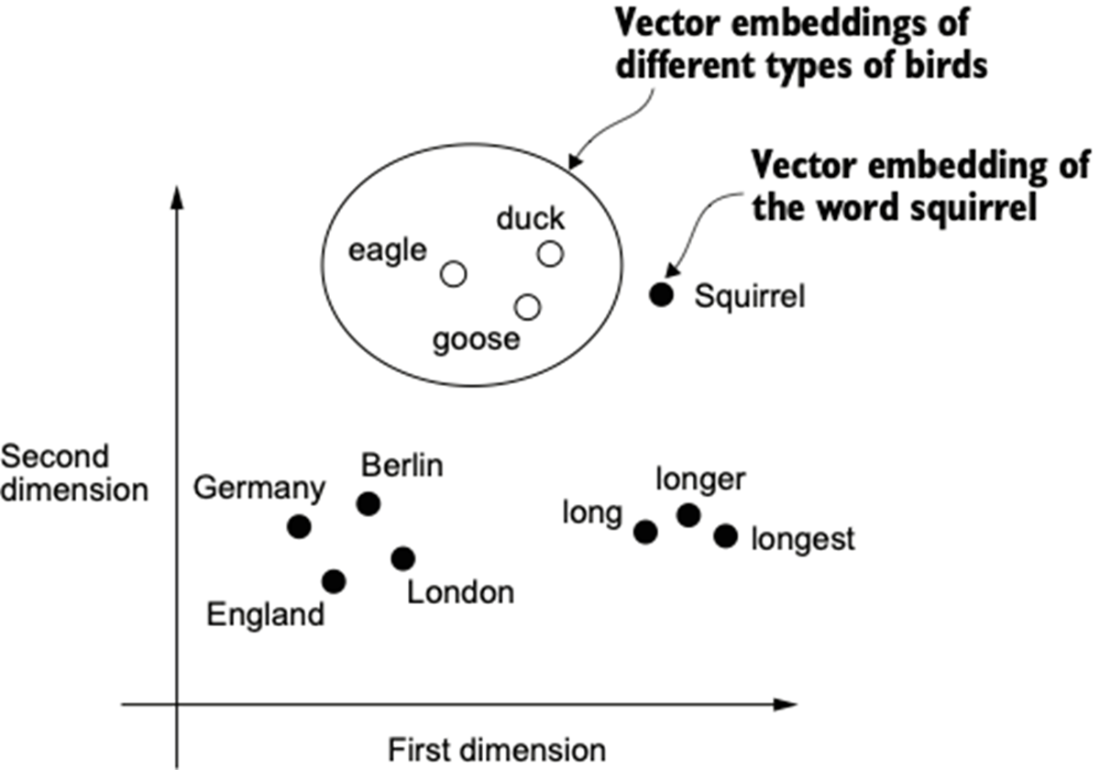 Vector embeddings of
different types of birds
Vector embedding of
the word squirrel
duck
eagle
goose
Squirrel
Second
dimension
Berlin
Germany
England
London
longer
long
longest
First dimension